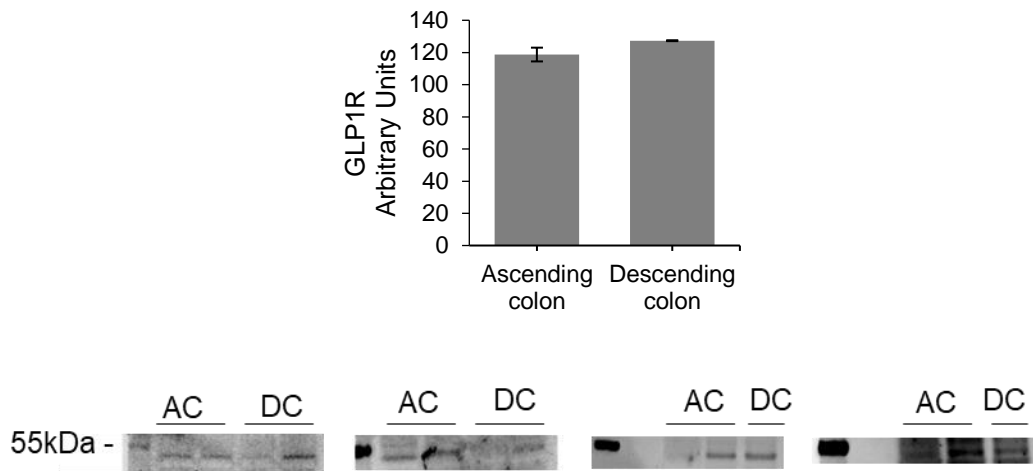 GLP1R
Arbitrary Units
140
120
100
80
60
40
20
0
Ascending
colon
Descending
colon
AC DC AC DC AC DC AC DC
55kDa -